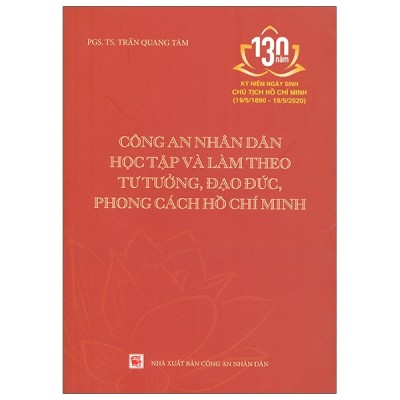 PGS. TS. TRẦN QUANG TÁM
130 năm
KỶ NIỆM NGÀY SINH
CHỦ TỊCH HỒ CHÍ MINH
(19/5/1890 - 19/5/2020)
CÔNG AN NHÂN DÂN
HỌC TẬP VÀ LÀM THEO
TƯ TƯỞNG, ĐẠO ĐỨC,
PHONG CÁCH HỒ CHÍ MINH
NHÀ XUẤT BẢN CÔNG AN NHÂN DÂN